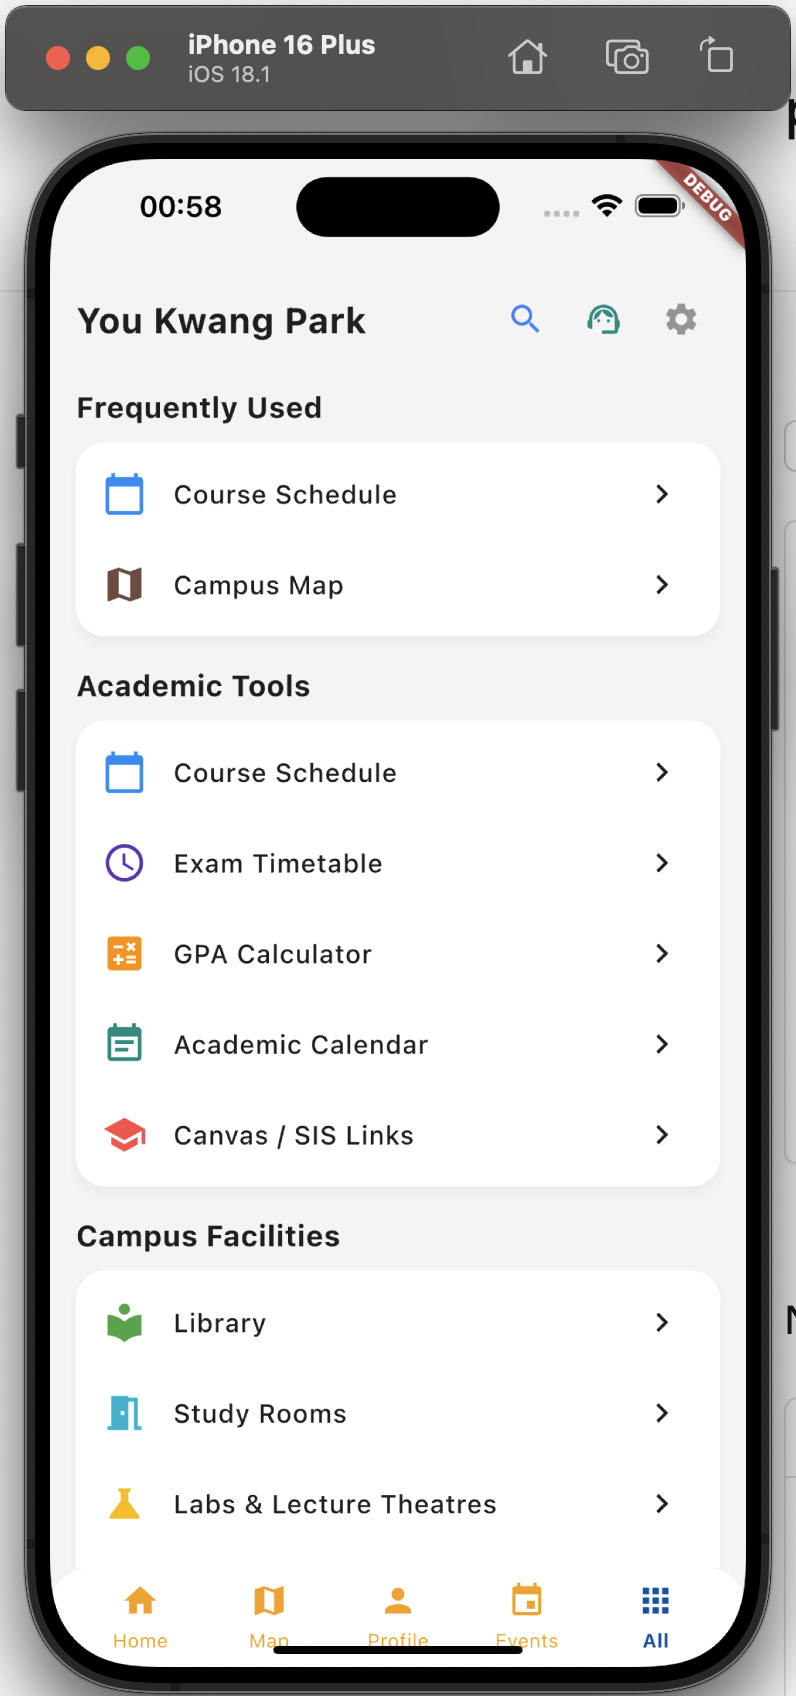 iPhone 16 Plus
iOS 18.1
00:58
DEBUG
You Kwang Park
Frequently Used
Course Schedule
Campus Map
Academic Tools
Course Schedule
Exam Timetable
GPA Calculator
Academic Calendar
Canvas / SIS Links
Campus Facilities
Library
Study Rooms
Labs & Lecture Theatres
Home
Map
Profile
Events
All